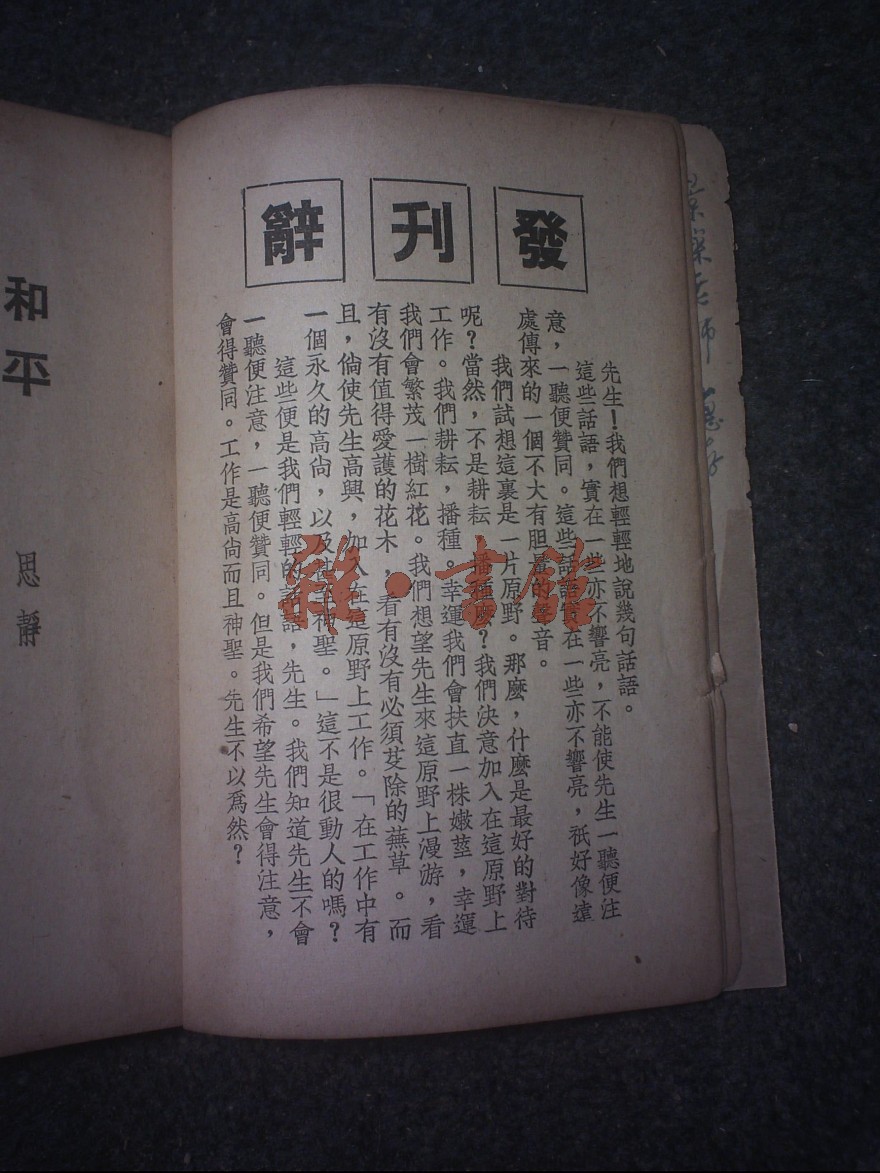 發刊辭
先生！我們想輕輕地說幾句話語。
這些話語，實在一些亦不響亮，不能使先生一聽便注
意，一聽便贊同。這些話語實在一些亦不響亮，祇好像遠
處傳來的一個不大有胆量的聲音。
我們試想這裏是一片原野。那麼，什麼是最好的對待
呢？當然，不是耕耘，播種麼？我們決意加入在這原野上
工作。我們耕耘，播種。幸運我們會扶直一株嫩莖，幸運
我們會繁茂一樹紅花。我們想望先生來這原野上漫游，看
有沒有值得愛護的花木，看有沒有必須芟除的蕪草。而
且，倘使先生高興，加入在這原野上工作。「在工作中有
一個永久的高尙，以及甚至神聖。」這不是很動人的嗎？
這些便是我們輕輕的話語，先生。我們知道先生不會
一聽便注意，一聽便贊同。但是我們希望先生會得注意，
會得贊同。工作是高尙而且神聖。先生不以爲然？
和平
思靜
書館